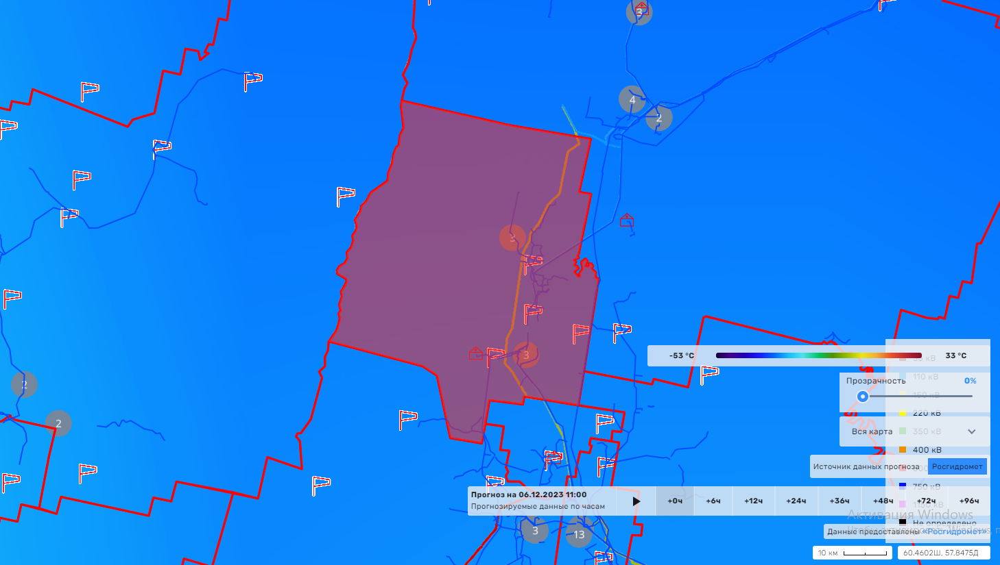 3
4
2
3
3
2
2
3
13
-53 °C
33 °C
35 кВ
110 кВ
Прозрачность
0%
150 кВ
220 кВ
Вся карта
350 кВ
400 кВ
Источник данных прогноза
Росгидромет
750 кВ
Прогноз на 06.12.2023 11:00
Прогнозируемые данные по часам
+0ч
+6ч
+12ч
+24ч
+36ч
+48ч
+72ч
+96ч
Активация Windows
Не определено
Данные предоставлены «Росгидромет»
10 км
60.4602Ш, 57.8475Д